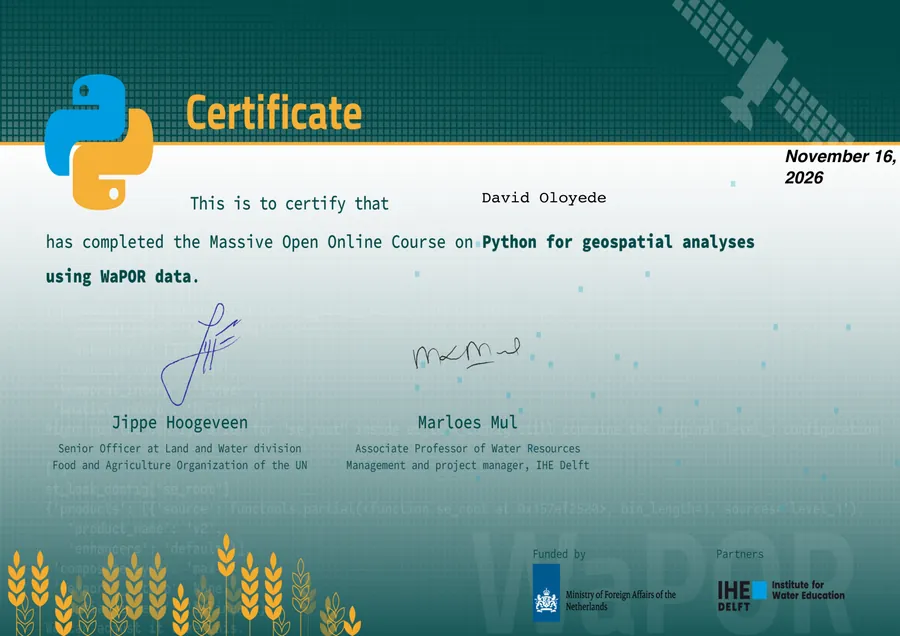 Certificate
November 16,
2026
This is to certify that
David Oloyede
has completed the Massive Open Online Course on Python for geospatial analyses
using WaPOR data.
Jippe Hoogeveen
Marloes Mul
Senior Officer at Land and Water division
Food and Agriculture Organization of the UN
Associate Professor of Water Resources
Management and project manager, IHE Delft
WaPOR
Funded by
Ministry of Foreign Affairs of the
Netherlands
Partners
IHE
DELFT
Institute for
Water Education